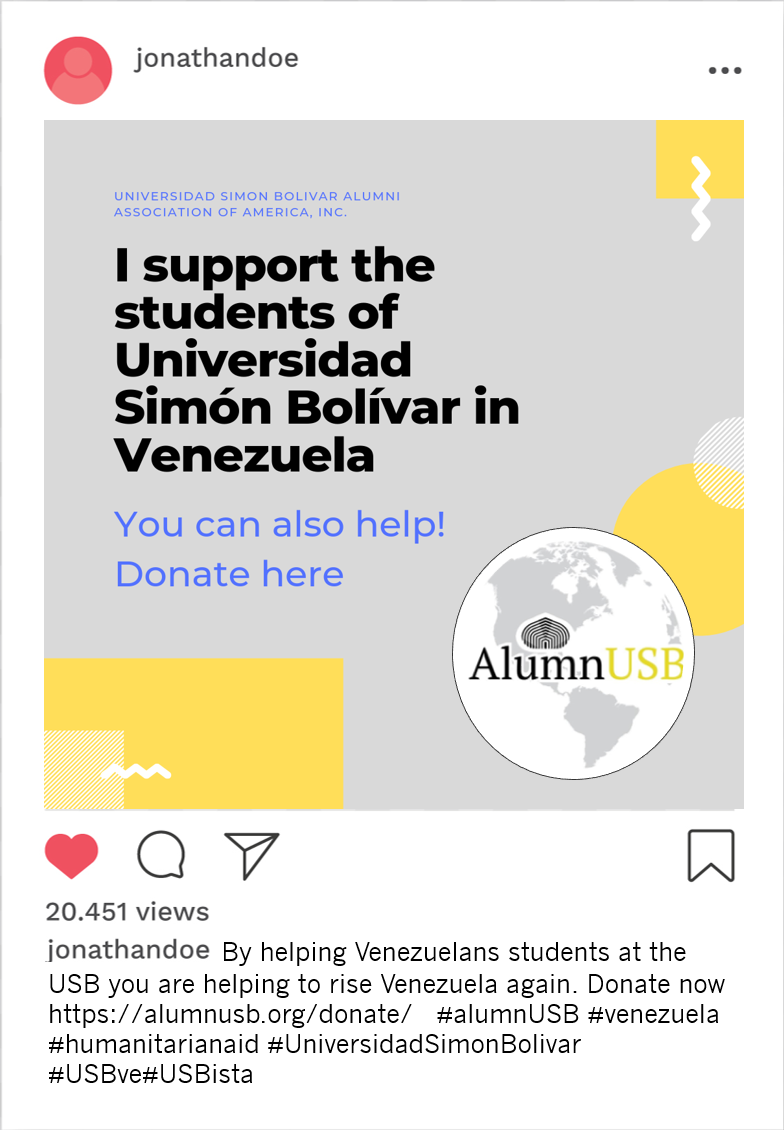 jonathandoe
UNIVERSIDAD SIMON BOLIVAR ALUMNI
ASSOCIATION OF AMERICA, INC.
I support the
students of
Universidad
Simón Bolívar in
Venezuela
You can also help!
Donate here
AlumnUSB
20.451 views
jonathandoe By helping Venezuelans students at the
USB you are helping to rise Venezuela again. Donate now
https://alumnusb.org/donate/ #alumnUSB #venezuela
#humanitarianaid #UniversidadSimonBolivar
#USBve#USBista